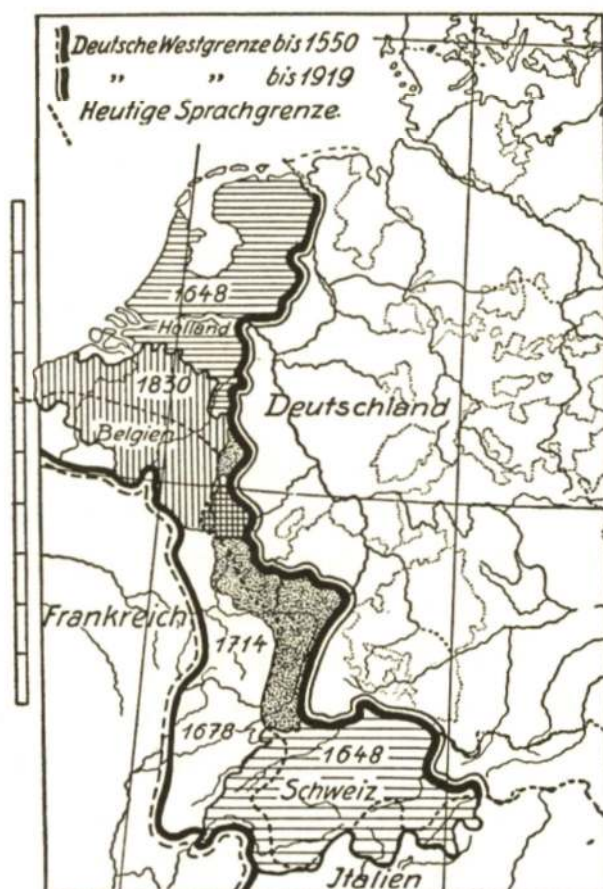 Deutsche Westgrenze bis 1550
„ „ bis 1919
Heutige Sprachgrenze.
1648
Holland
1830
Belgien
Deutschland
Frankreich
1714
1678
1648
Schweiz
Italien